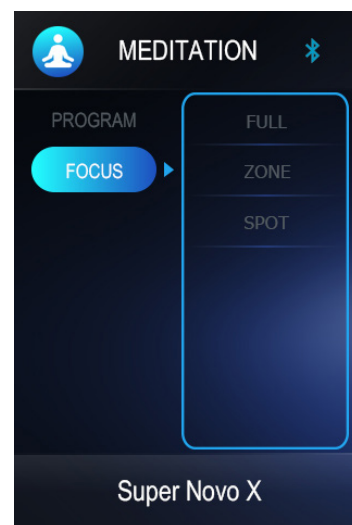 MEDITATION
PROGRAM
FOCUS
FULL
ZONE
SPOT
Super Novo X